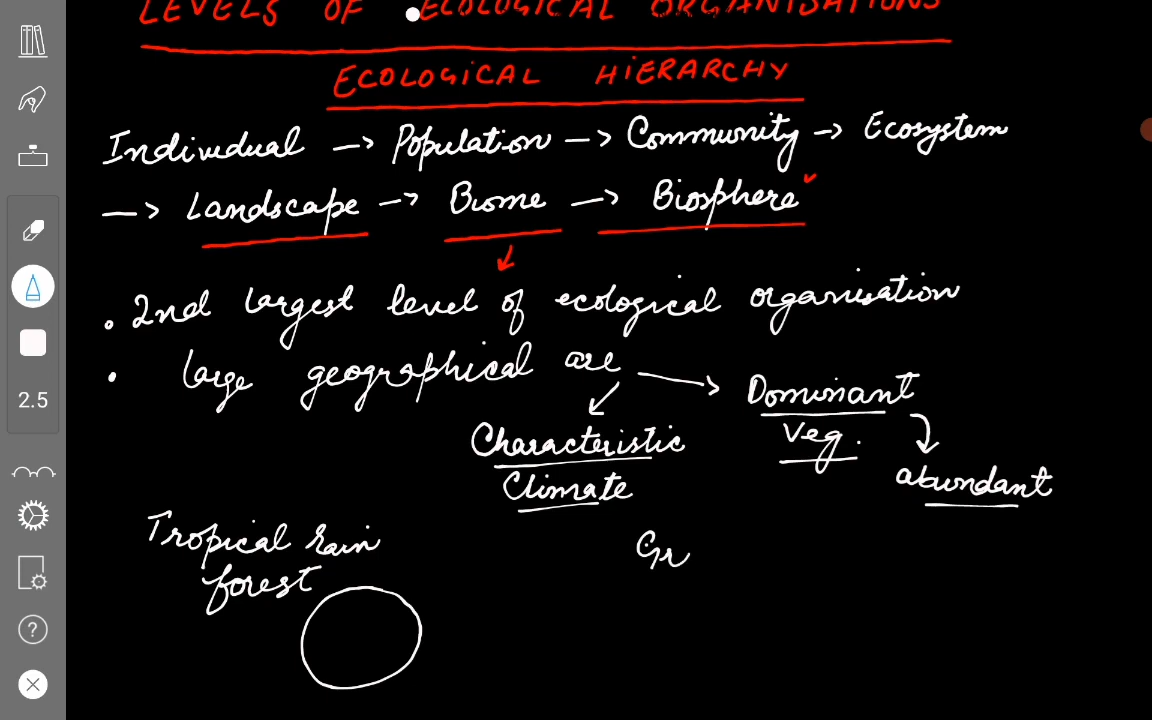 LEVELS OF ECOLOGICAL ORGANISATIONS
ECOLOGICAL HIERARCHY
Individual -> Population -> Community -> Ecosystem
-> Landscape -> Biome -> Biosphere
. 2nd largest level of ecological organisation
. large geographical are
Dominant
Veg.
Characteristic
Climate
abundant
Tropical rain
forest
Gr
2.5
?